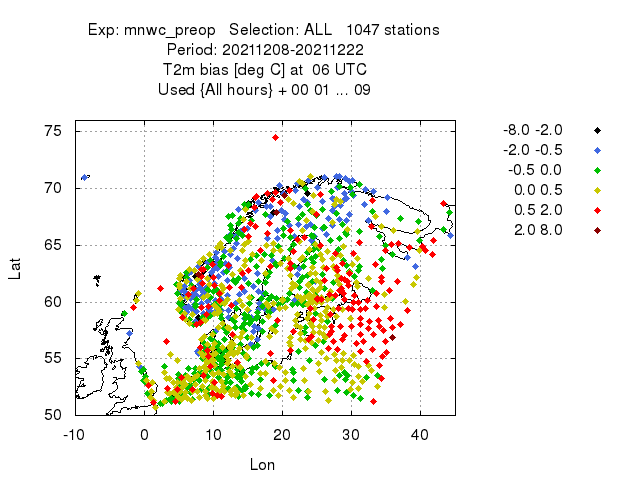 Exp: mnwc_preop   Selection: ALL   1047 stations
Period: 20211208-20211222
T2m bias [deg C] at  06 UTC
Used {All hours} + 00 01 ... 09
75
70
65
60
55
50
-10 0 10 20 30 40
Lat
Lon
-8.0 -2.0
-2.0 -0.5
-0.5 0.0
0.0 0.5
0.5 2.0
2.0 8.0